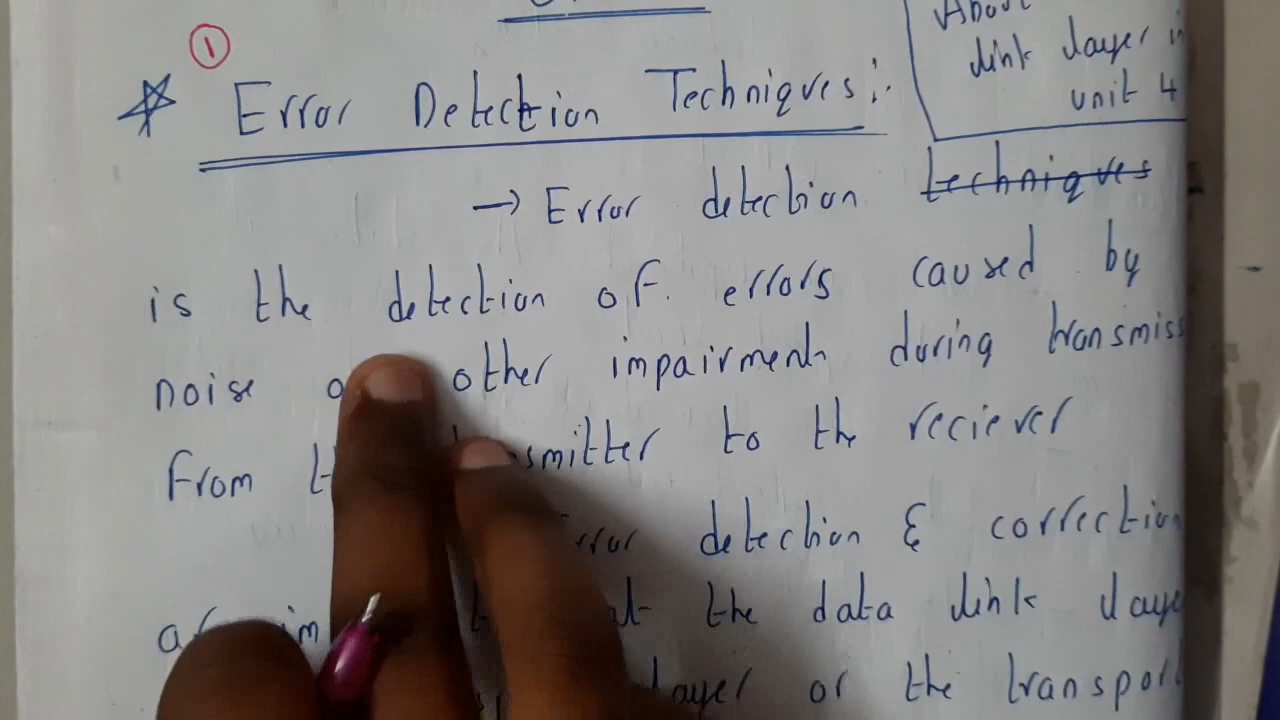 ①
About
link layer in
unit 4
* Error Detection Techniques:
→ Error detection techniques
is the detection of errors caused by
noise other impairment during transmiss
from to the reciever
detection & correction
at the data link laye
layer or the transport